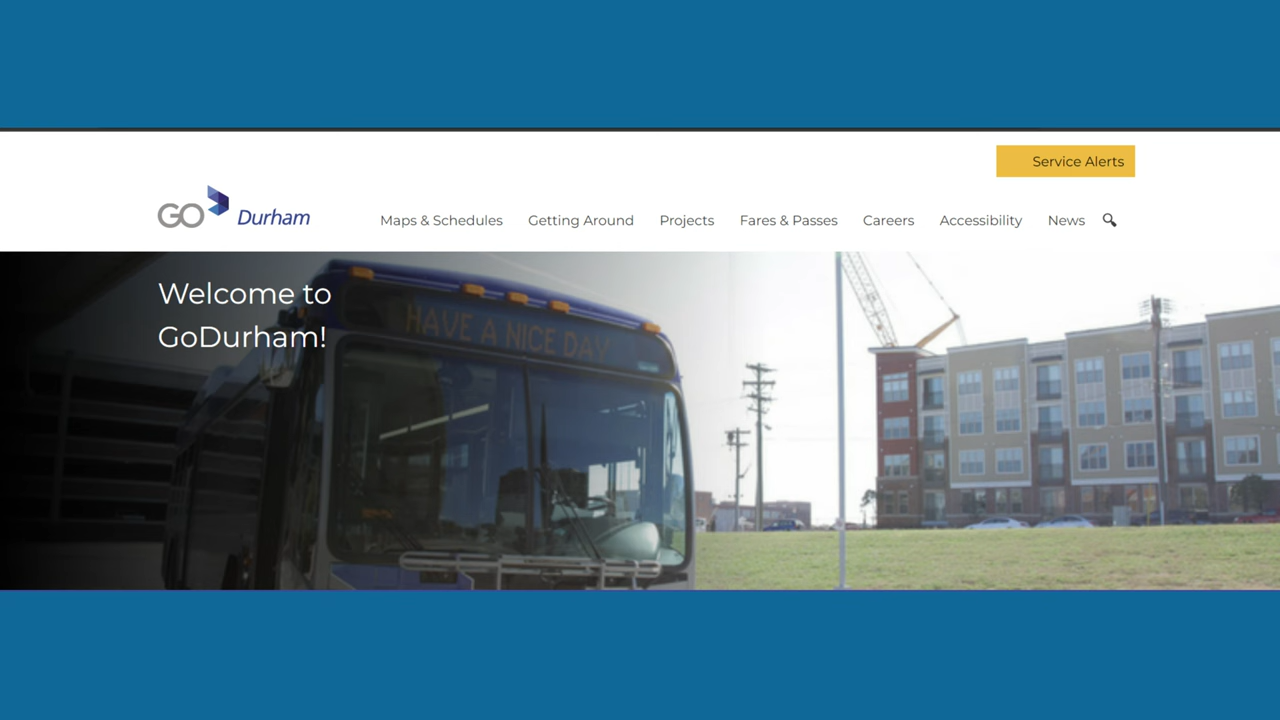 Service Alerts
GO Durham
Maps & Schedules Getting Around Projects Fares & Passes Careers Accessibility News
Welcome to
GoDurham!
HAVE A NICE DAY